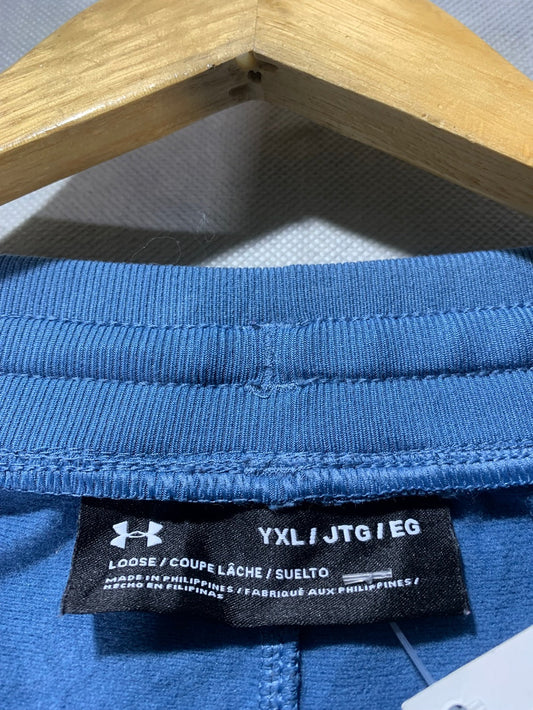 YXL / JTG / EG
LOOSE / COUPE LÂCHE / SUELTO
MADE IN PHILIPPINES / FABRIQUÉ AUX PHILIPPINES /
HECHO EN FILIPINAS